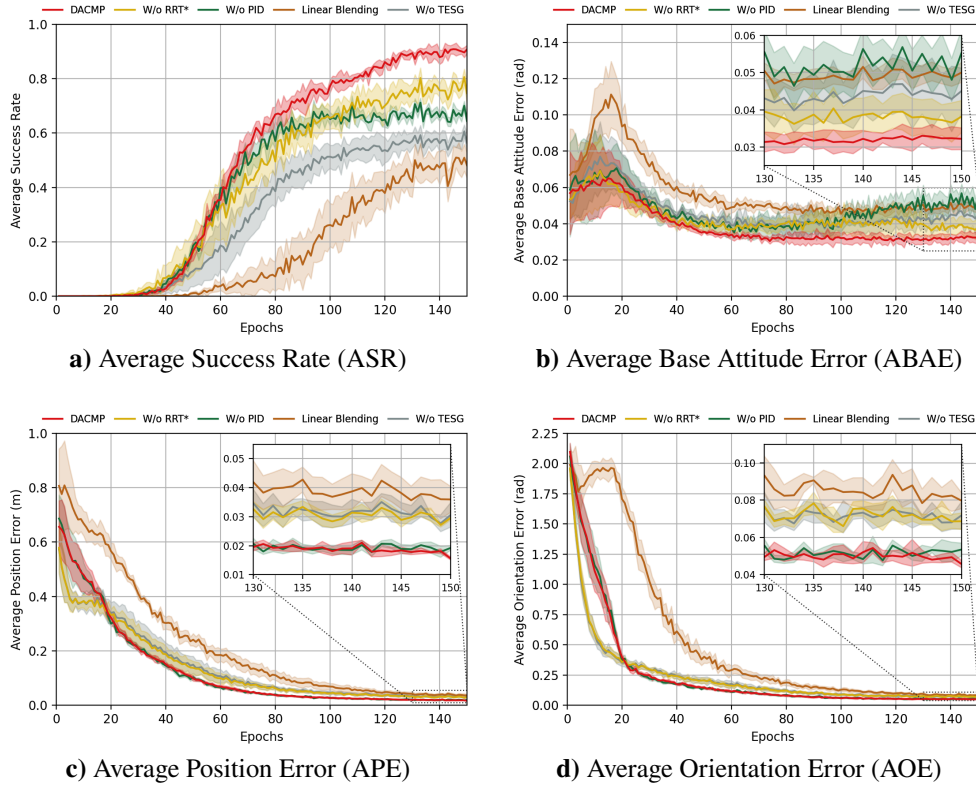 DACMP W/o RRT* W/o PID Linear Blending W/o TESG
1.0
0.8
0.6
0.4
0.2
0.0
Average Success Rate
0 20 40 60 80 100 120 140
Epochs
a) Average Success Rate (ASR)
DACMP W/o RRT* W/o PID Linear Blending W/o TESG
0.14
0.12
0.10
0.08
0.06
0.04
0.02
0.00
Average Base Attitude Error (rad)
0.06
0.05
0.04
0.03
130 135 140 145 150
0 20 40 60 80 100 120 140
Epochs
b) Average Base Attitude Error (ABAE)
DACMP W/o RRT* W/o PID Linear Blending W/o TESG
1.0
0.8
0.6
0.4
0.2
0.0
Average Position Error (m)
0.05
0.04
0.03
0.02
0.01
130 135 140 145 150
0 20 40 60 80 100 120 140
Epochs
c) Average Position Error (APE)
DACMP W/o RRT* W/o PID Linear Blending W/o TESG
2.25
2.00
1.75
1.50
1.25
1.00
0.75
0.50
0.25
0.00
Average Orientation Error (rad)
0.10
0.08
0.06
0.04
130 135 140 145 150
0 20 40 60 80 100 120 140
Epochs
d) Average Orientation Error (AOE)